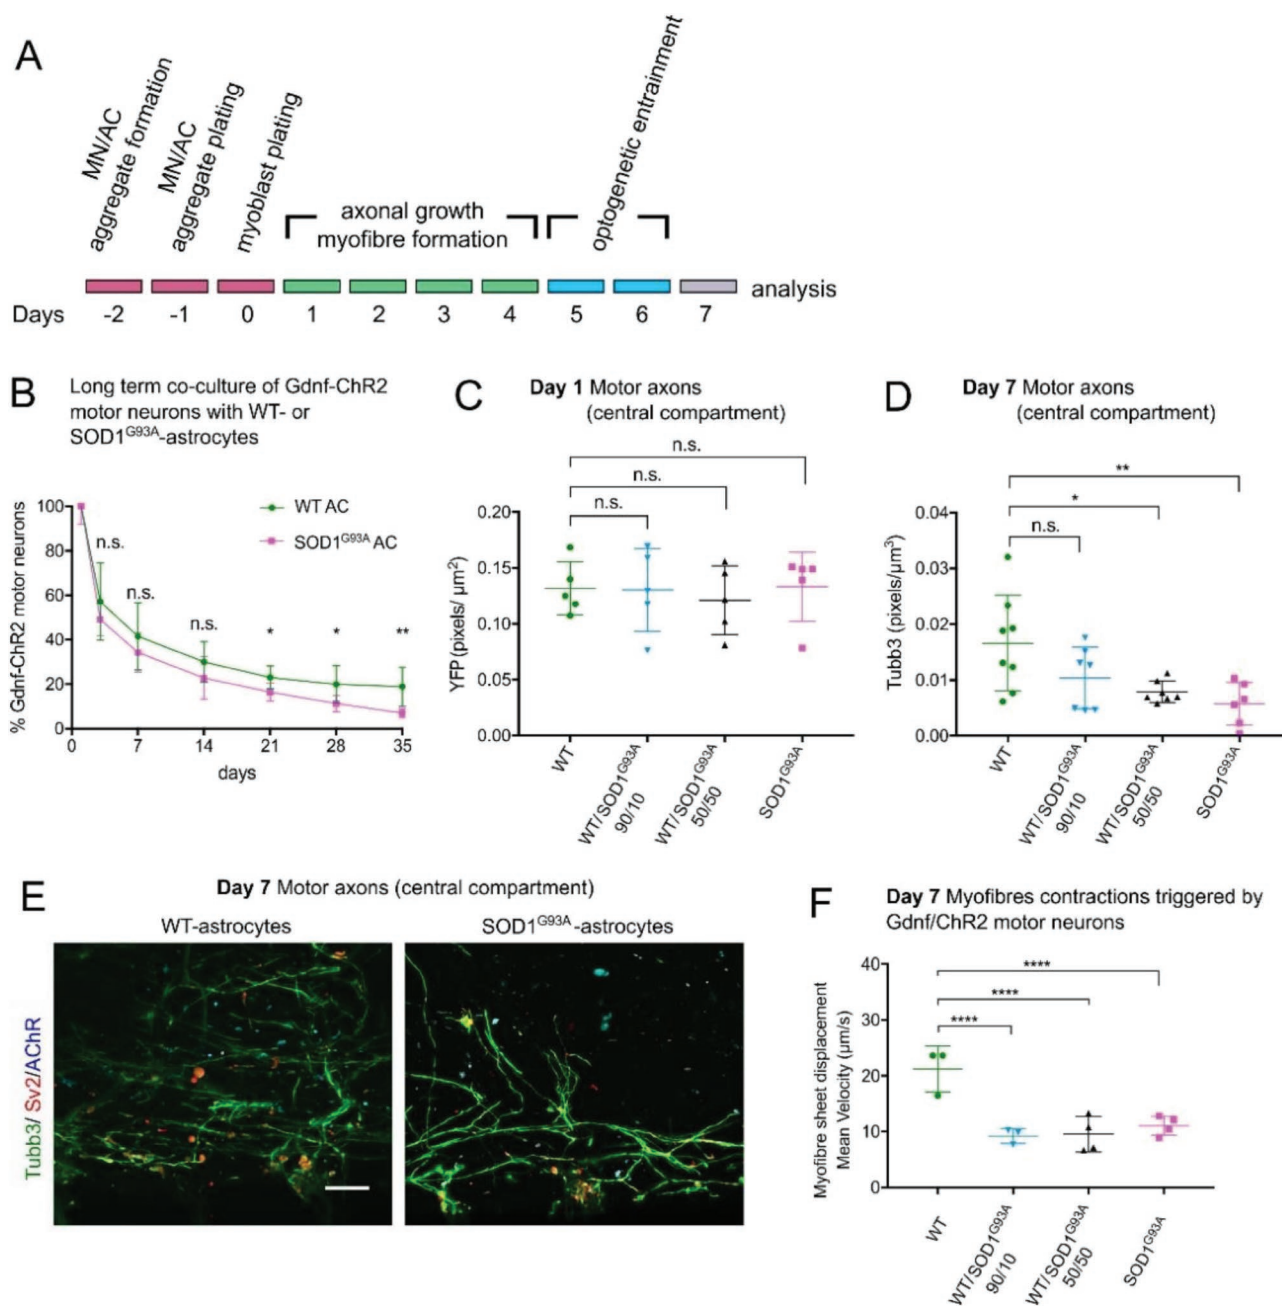 A
MN/AC
aggregate formation
MN/AC
aggregate plating
myoblast plating
axonal growth
myofibre formation
optogenetic entrainment
analysis
Days -2 -1 0 1 2 3 4 5 6 7
B
Long term co-culture of Gdnf-ChR2
motor neurons with WT- or
SOD1G93A-astrocytes
% Gdnf-ChR2 motor neurons
100
80
60
40
20
0
WT AC
SOD1G93A AC
n.s.
n.s.
n.s.
*
*
**
0 7 14 21 28 35
days
C
Day 1 Motor axons
(central compartment)
n.s.
n.s.
n.s.
YFP (pixels/ µm²)
0.20
0.15
0.10
0.05
0.00
WT
WT/SOD1G93A
90/10
WT/SOD1G93A
50/50
SOD1G93A
D
Day 7 Motor axons
(central compartment)
**
*
n.s.
Tubb3 (pixels/µm³)
0.04
0.03
0.02
0.01
0.00
WT
WT/SOD1G93A
90/10
WT/SOD1G93A
50/50
SOD1G93A
E
Day 7 Motor axons (central compartment)
WT-astrocytes
SOD1G93A-astrocytes
Tubb3/ Sv2/AChR
F
Day 7 Myofibres contractions triggered by
Gdnf/ChR2 motor neurons
****
****
****
Myofibre sheet displacement
Mean Velocity (µm/s)
40
30
20
10
0
WT
WT/SOD1G93A
90/10
WT/SOD1G93A
50/50
SOD1G93A